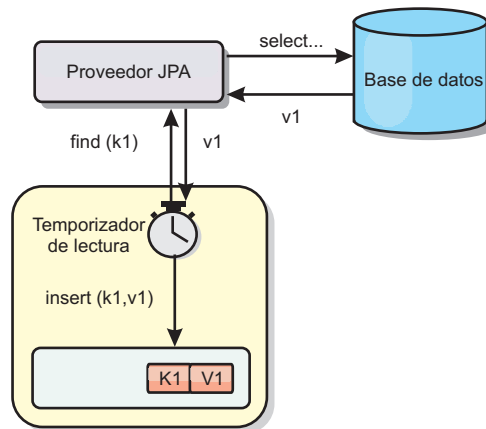 select...
Proveedor JPA
Base de datos
v1
find (k1)
v1
Temporizador
de lectura
insert (k1,v1)
K1 V1